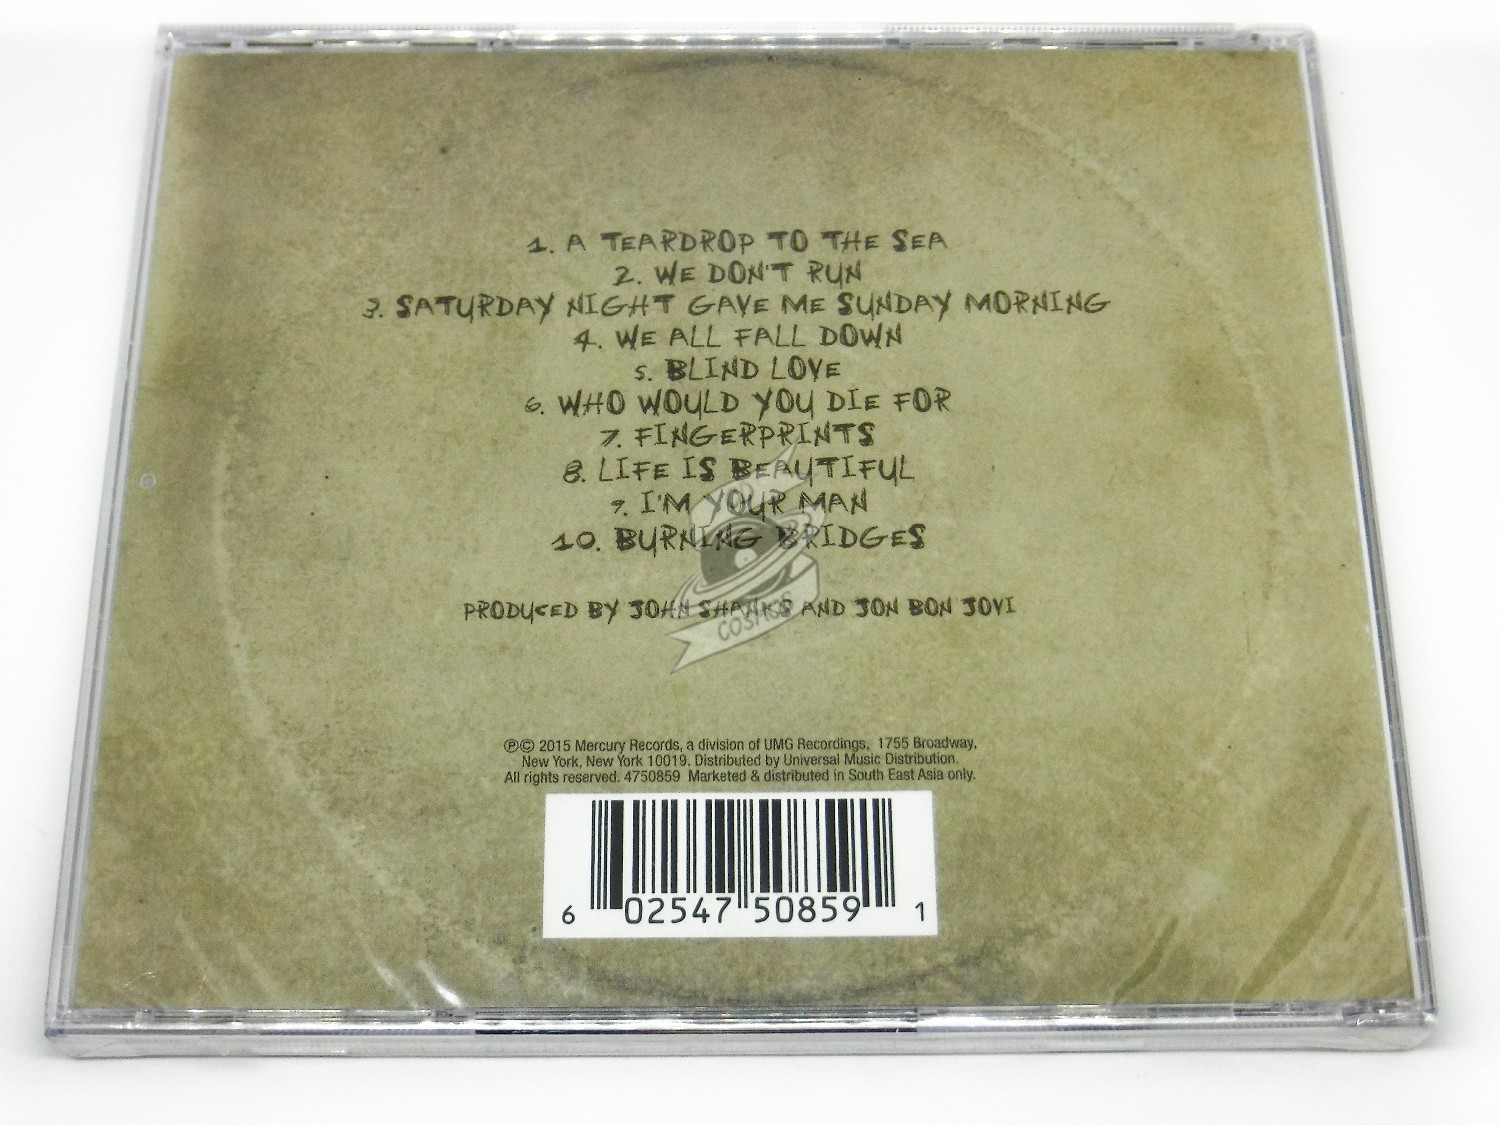 1. A TEARDROP TO THE SEA
2. WE DON'T RUN
3. SATURDAY NIGHT GAVE ME SUNDAY MORNING
4. WE ALL FALL DOWN
5. BLIND LOVE
6. WHO WOULD YOU DIE FOR
7. FINGERPRINTS
8. LIFE IS BEAUTIFUL
9. I'M YOUR MAN
10. BURNING BRIDGES
PRODUCED BY JOHN SHANKS AND JON BON JOVI
COSMOS
℗© 2015 Mercury Records, a division of UMG Recordings, 1755 Broadway,
New York, New York 10019. Distributed by Universal Music Distribution.
All rights reserved. 4750859 Marketed & distributed in South East Asia only.
6 02547 50859 1